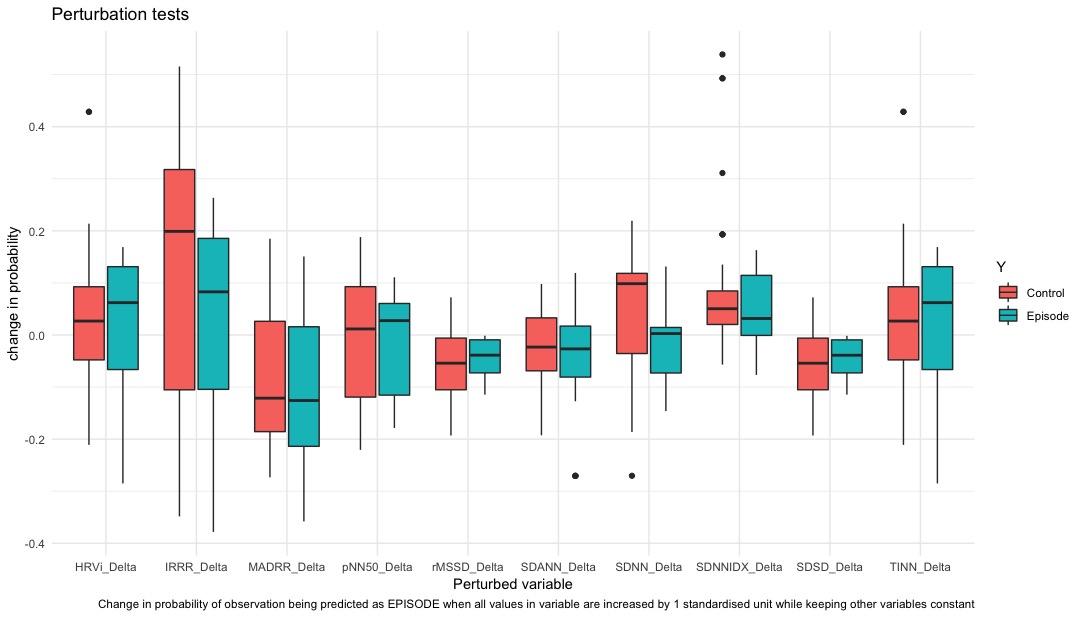 Perturbation tests
change in probability
0.4
0.2
0.0
-0.2
-0.4
HRVi_Delta IRRR_Delta MADRR_Delta pNN50_Delta rMSSD_Delta SDANN_Delta SDNN_Delta SDNNIDX_Delta SDSD_Delta TINN_Delta
Perturbed variable
Change in probability of observation being predicted as EPISODE when all values in variable are increased by 1 standardised unit while keeping other variables constant
Y
Control
Episode